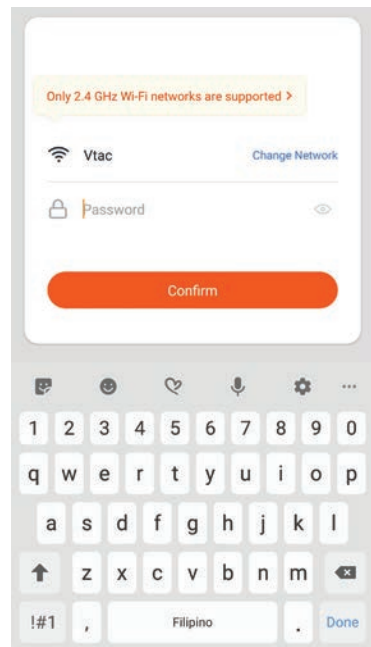 Only 2.4 GHz Wi-Fi networks are supported >
Vtac Change Network
Password
Confirm
1 2 3 4 5 6 7 8 9 0
q w e r t y u i o p
a s d f g h j k l
z x c v b n m
!#1 , Filipino . Done